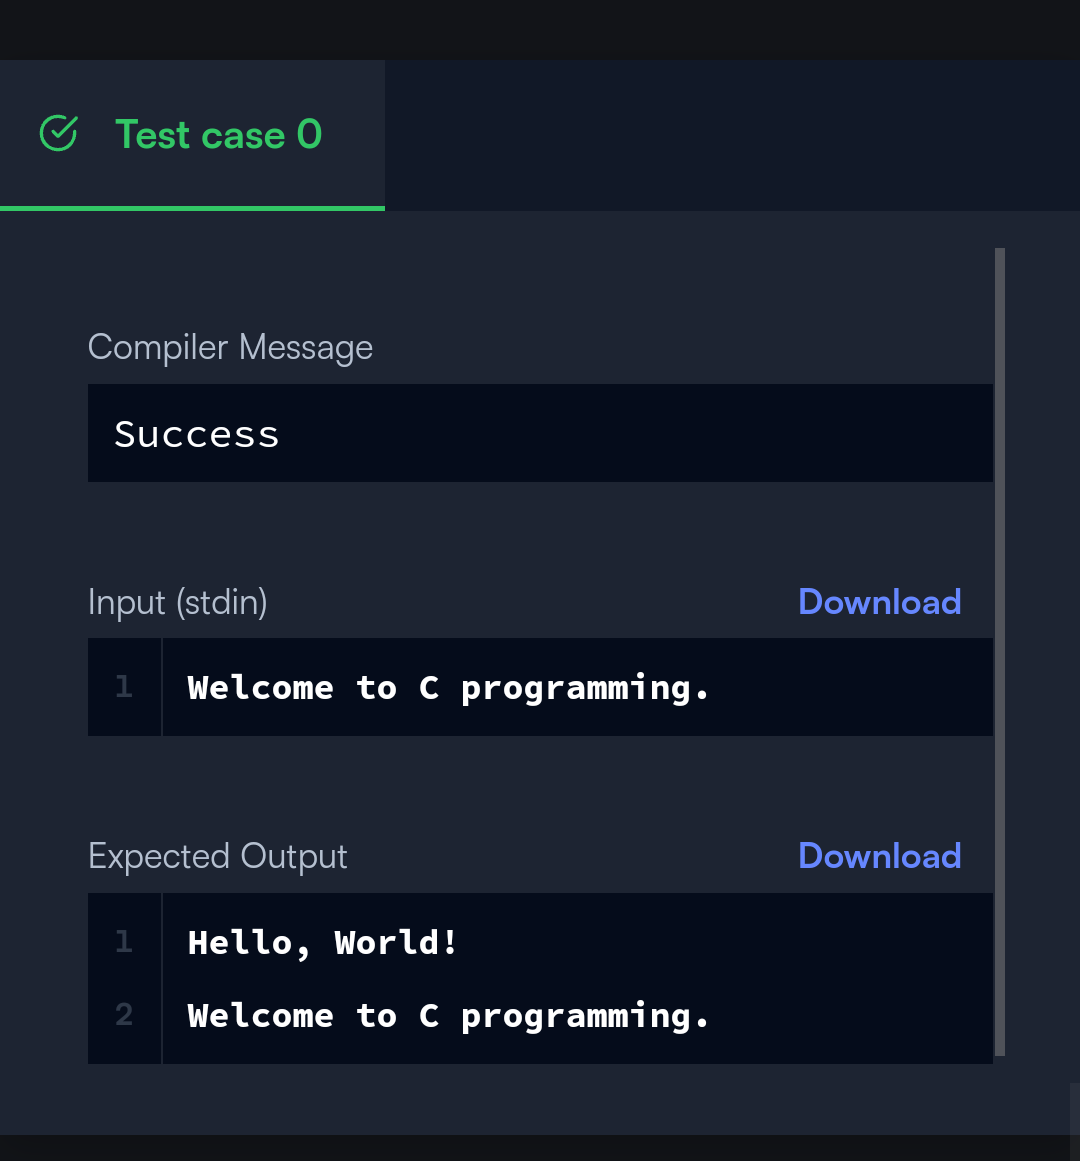 Test case 0
Compiler Message
Success
Input (stdin) Download
1 Welcome to C programming.
Expected Output Download
1 Hello, World!
2 Welcome to C programming.